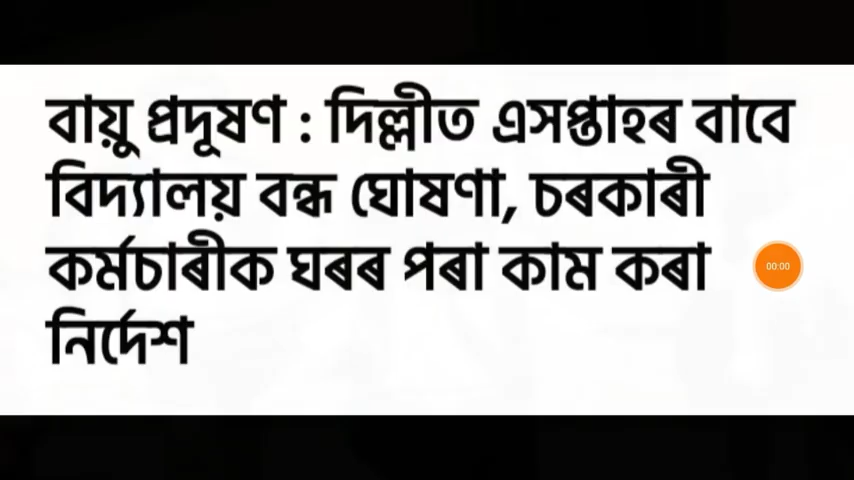 বায়ু প্ৰদূষণ : দিল্লীত এসপ্তাহৰ বাবে
বিদ্যালয় বন্ধ ঘোষণা, চৰকাৰী
কৰ্মচাৰীক ঘৰৰ পৰা কাম কৰা
নিৰ্দেশ
00:00